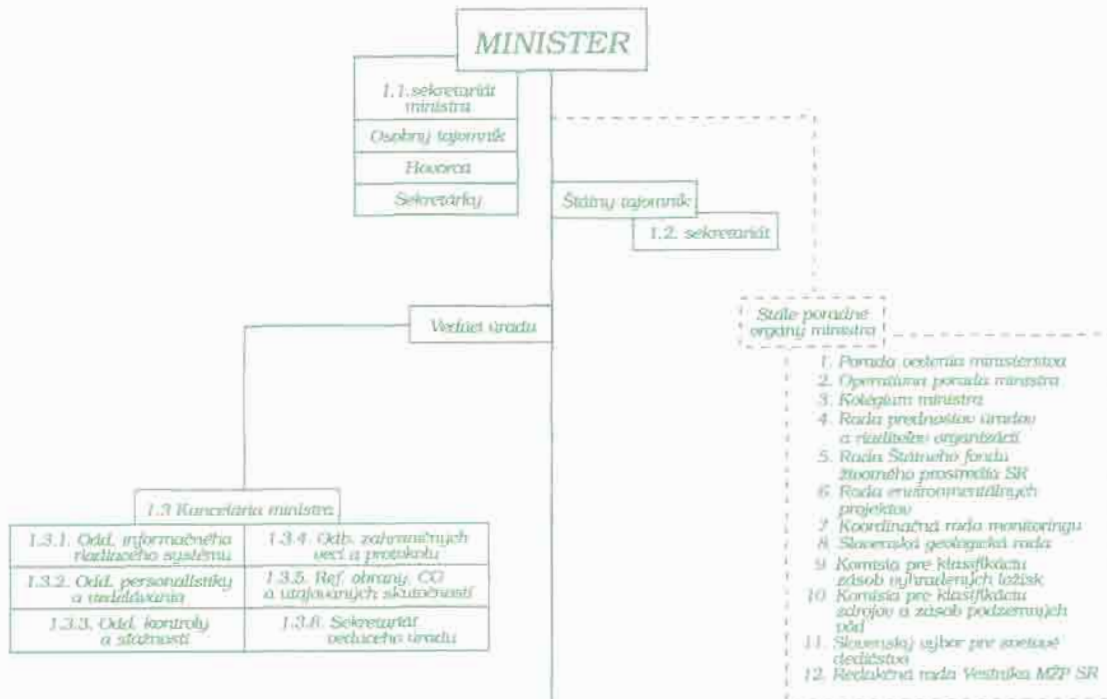 MINISTER
1.1. sekretariát
ministra
Osobný tajomník
Hovorca
Sekretárky
Štátny tajomník
1.2. sekretariát
Vedúci úradu
Stále poradné
orgány ministra
1. Porada vedenia ministerstva
2. Operatívna porada ministra
3. Kolégium ministra
4. Rada prednostov úradov
a riaditeľov organizácií
5. Rada Štátneho fondu
životného prostredia SR
6. Rada environmentálnych
projektov
7. Koordinačná rada monitoringu
8. Slovenská geologická rada
9. Komisia pre klasifikáciu
zásob vyhradených ložísk
10. Komisia pre klasifikáciu
zdrojov a zásob podzemných
vôd
11. Slovenský výbor pre svetové
dedičstvo
12. Redakčná rada Vestníka MŽP SR
1.3 Kancelária ministra
1.3.1. Odd. informačného
riadiaceho systému
1.3.2. Odd. personalistiky
a vzdelávania
1.3.3. Odd. kontroly
a sťažností
1.3.4. Odb. zahraničných
vecí a protokolu
1.3.5. Ref. obrany, CO
a utajovaných skutočností
1.3.6. Sekretariát
vedúceho úradu